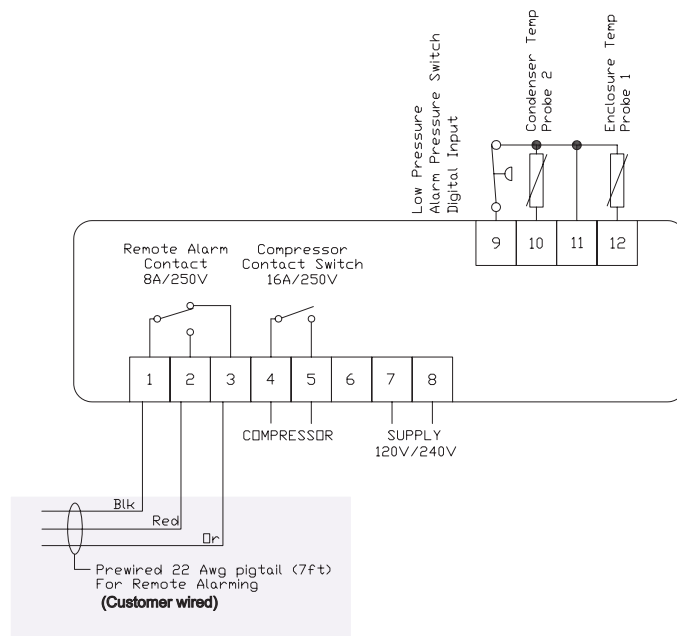 Low Pressure
Alarm Pressure Switch
Digital Input
Condenser Temp
Probe 2
Enclosure Temp
Probe 1
9 10 11 12
Remote Alarm
Contact
8A/250V
Compressor
Contact Switch
16A/250V
1 2 3 4 5 6 7 8
COMPRESSOR
SUPPLY
120V/240V
Blk
Red
Or
Prewired 22 Awg pigtail (7ft)
For Remote Alarming
(Customer wired)